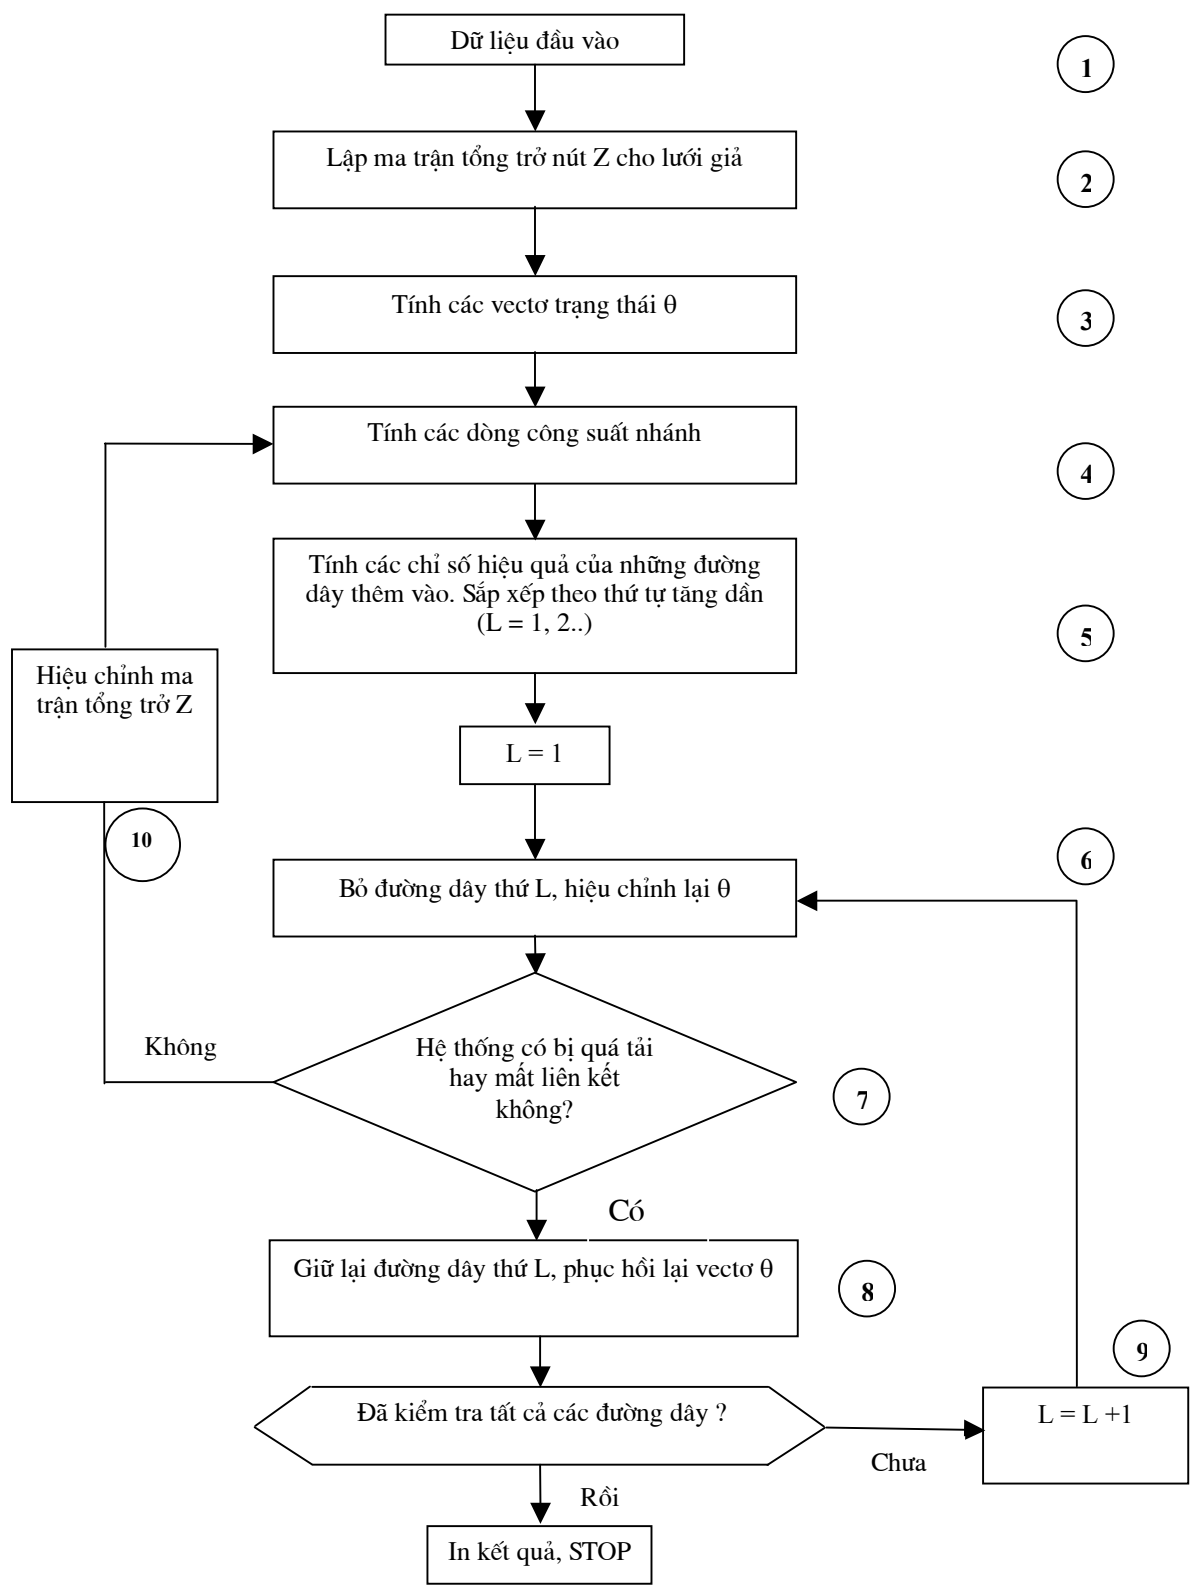 Dữ liệu đầu vào
1
Lập ma trận tổng trở nút Z cho lưới giả
2
Tính các vectơ trạng thái θ
3
Tính các dòng công suất nhánh
4
Tính các chỉ số hiệu quả của những đường
dây thêm vào. Sắp xếp theo thứ tự tăng dần
(L = 1, 2..)
5
Hiệu chỉnh ma
trận tổng trở Z
L = 1
10
6
Bỏ đường dây thứ L, hiệu chỉnh lại θ
Không
Hệ thống có bị quá tải
hay mất liên kết
không?
7
Có
Giữ lại đường dây thứ L, phục hồi lại vectơ θ
8
9
Đã kiểm tra tất cả các đường dây ?
L = L +1
Chưa
Rồi
In kết quả, STOP